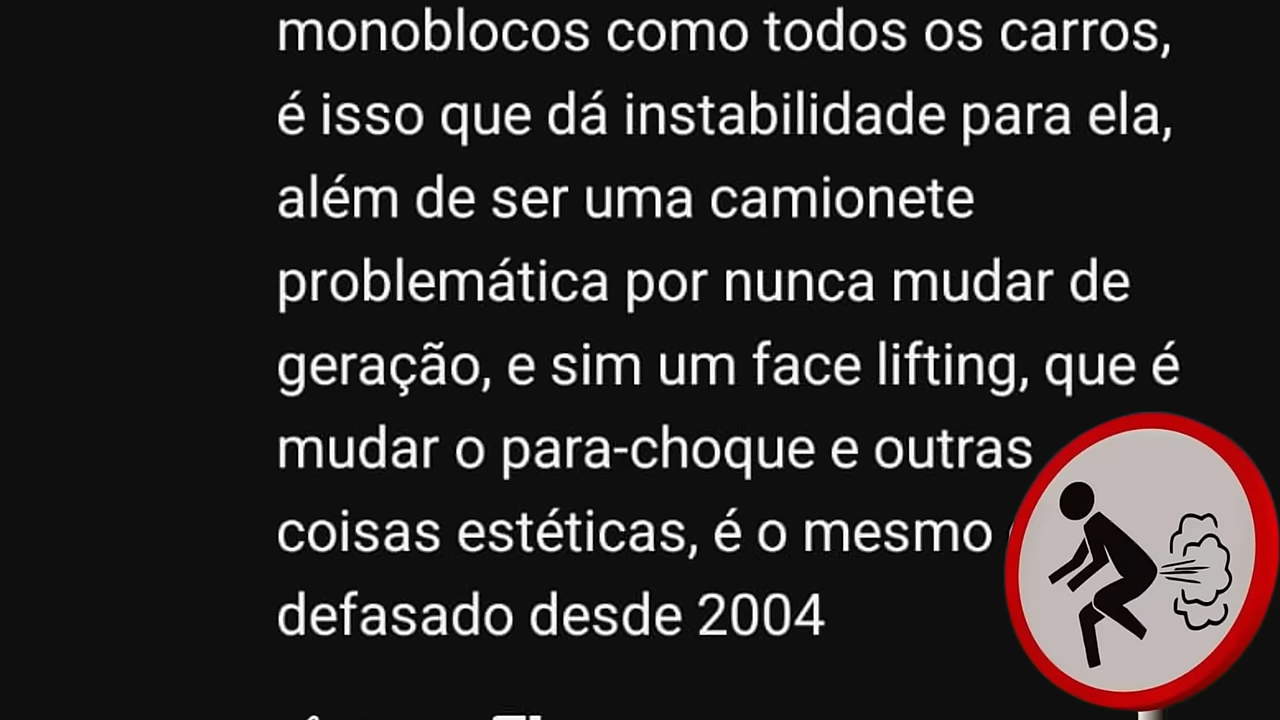 monoblocos como todos os carros,
é isso que dá instabilidade para ela,
além de ser uma camionete
problemática por nunca mudar de
geração, e sim um face lifting, que é
mudar o para-choque e outras
coisas estéticas, é o mesmo
defasado desde 2004